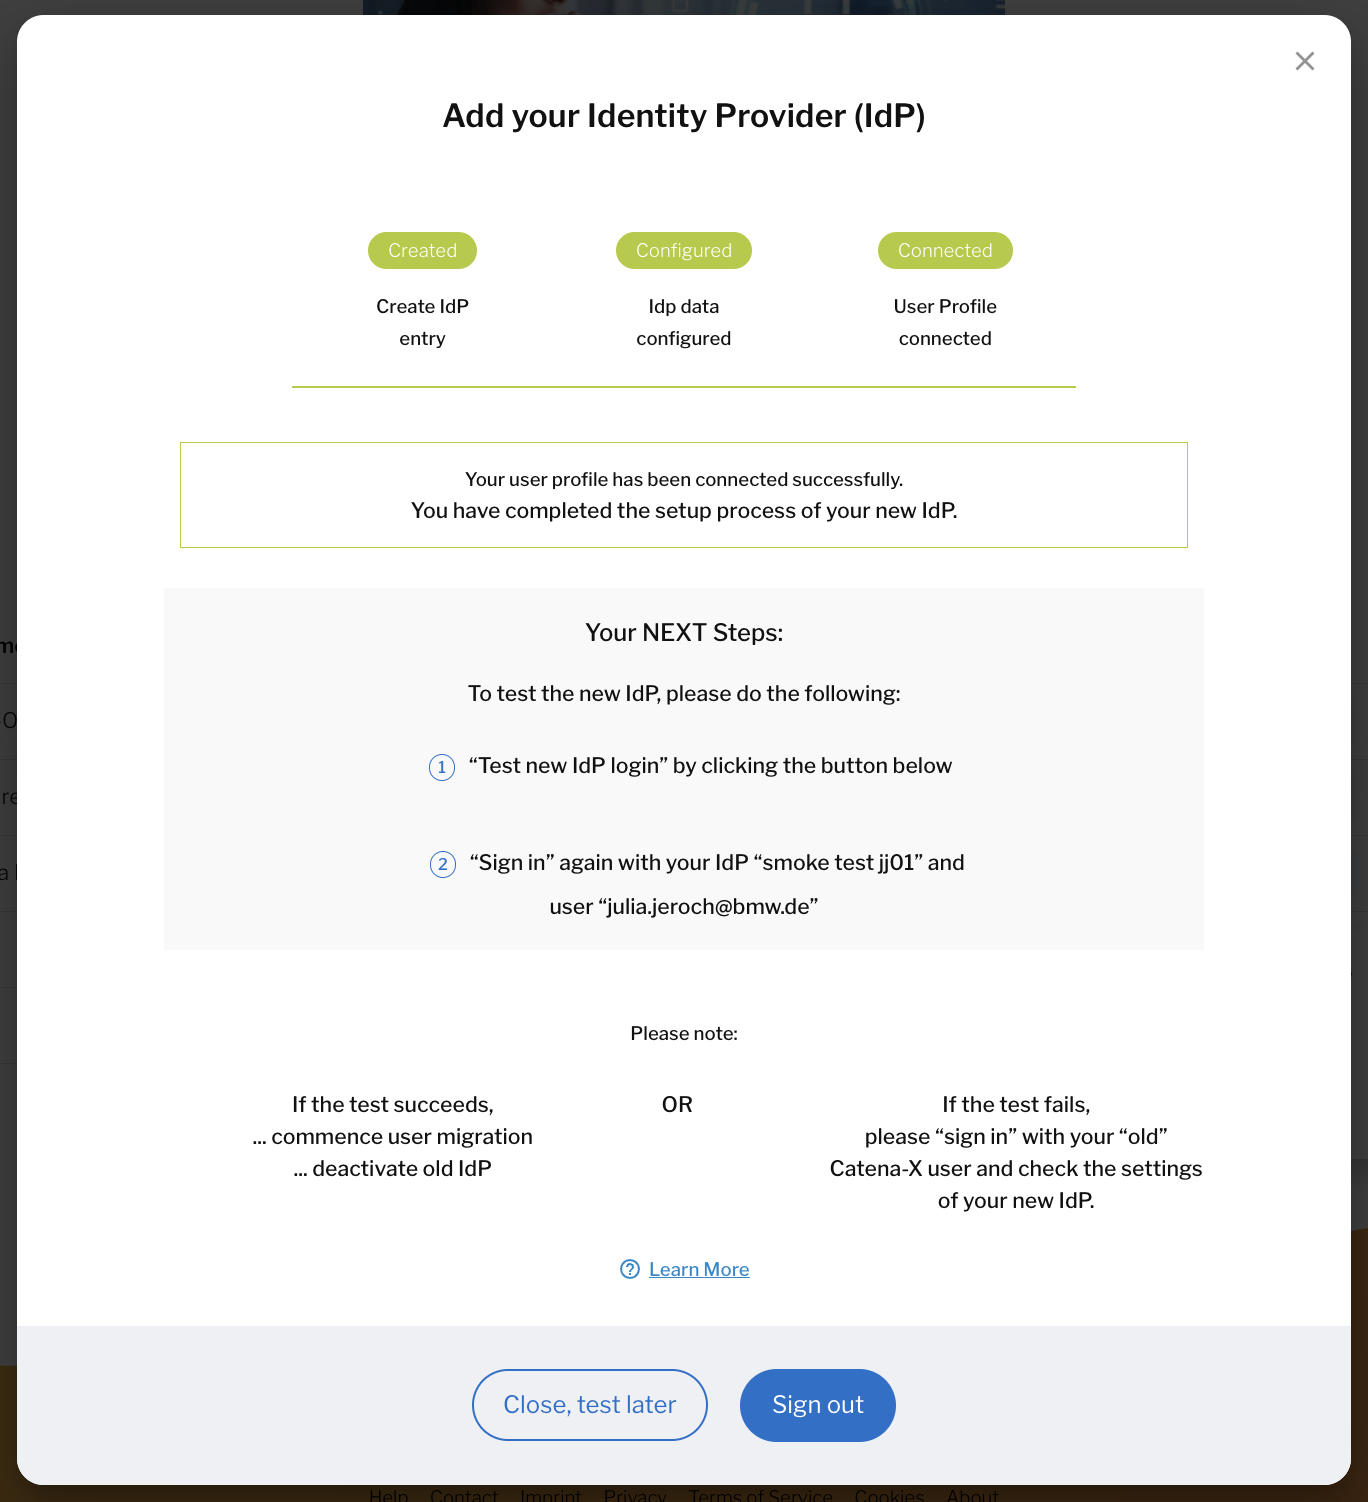 Add your Identity Provider (IdP)
Created
Configured
Connected
Create IdP
entry
Idp data
configured
User Profile
connected
Your user profile has been connected successfully.
You have completed the setup process of your new IdP.
Your NEXT Steps:
To test the new IdP, please do the following:
1 “Test new IdP login” by clicking the button below
2 “Sign in” again with your IdP “smoke test jj01” and
user “julia.jeroch@bmw.de”
Please note:
If the test succeeds,
... commence user migration
... deactivate old IdP
OR
If the test fails,
please “sign in” with your “old”
Catena-X user and check the settings
of your new IdP.
Learn More
Close, test later
Sign out
Help Contact Imprint Privacy Terms of Service Cookies About